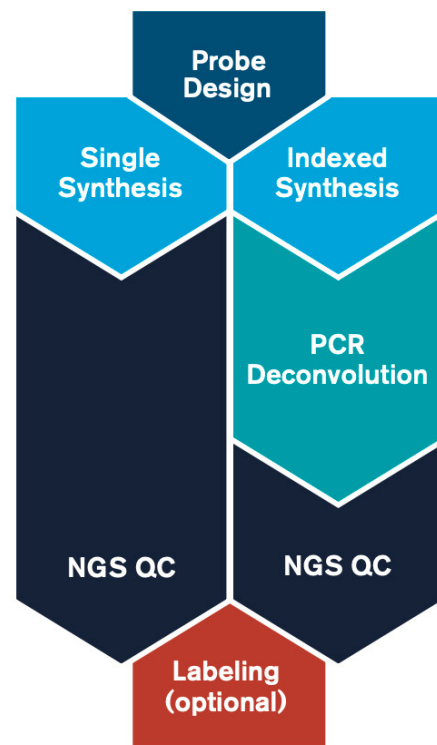 Probe
Design
Single
Synthesis
Indexed
Synthesis
PCR
Deconvolution
NGS QC
NGS QC
Labeling
(optional)